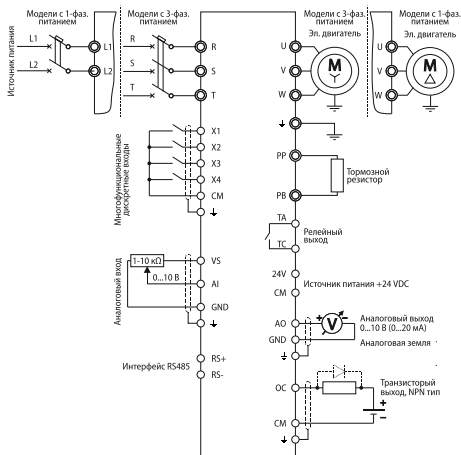 Модели с 1-фаз.
питанием
Модели с 3-фаз.
питанием
Модели с 3-фаз.
питанием
Эл. двигатель
Модели с 1-фаз.
питанием
Эл. двигатель
Источник питания
L1
L2
L1
L2
R
S
T
R
S
T
U
V
W
M
U
V
W
M
Многофункциональные
дискретные входы
X1
X2
X3
X4
CM
PP
PB
Тормозной
резистор
TA
TC
Релейный
выход
Аналоговый вход
1-10 кΩ
0...10 В
VS
AI
GND
24V
CM
Источник питания +24 VDC
AO
GND
+
V
−
Аналоговый выход
0...10 В (0...20 мА)
Аналоговая земля
Интерфейс RS485
RS+
RS-
OC
CM
Транзисторый
выход, NPN тип
+
−